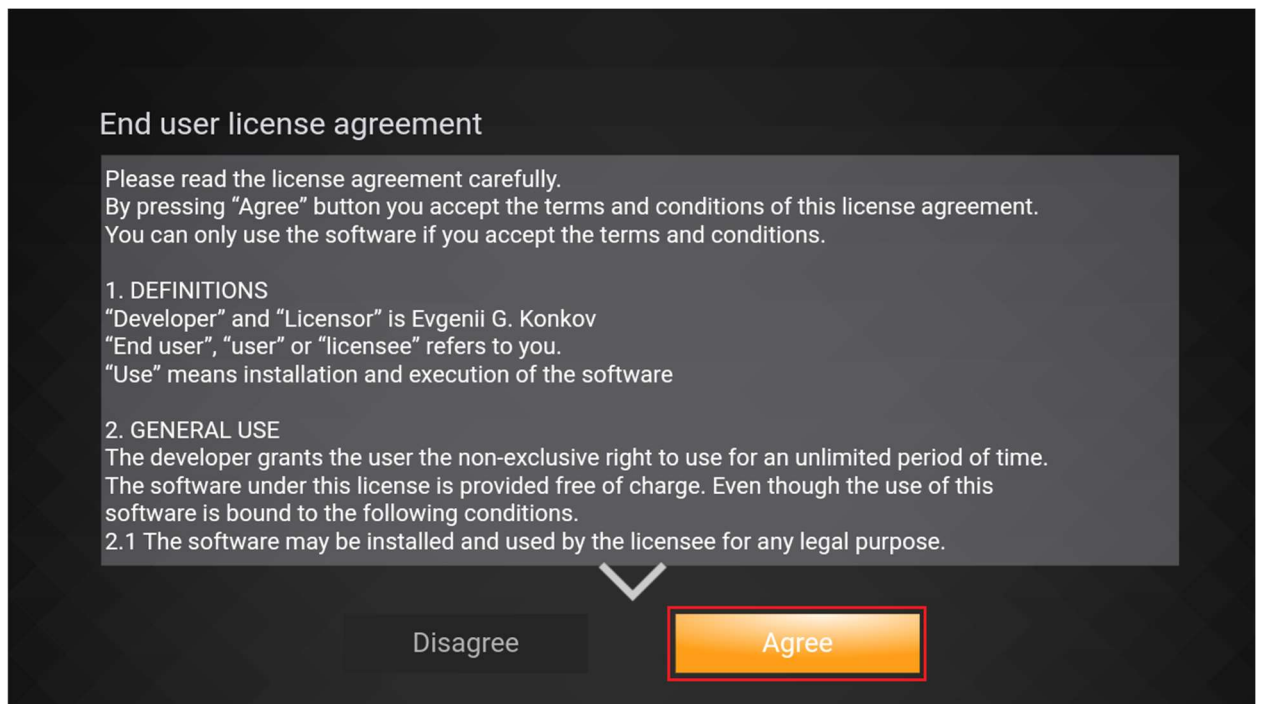 End user license agreement
Please read the license agreement carefully.
By pressing “Agree” button you accept the terms and conditions of this license agreement.
You can only use the software if you accept the terms and conditions.
1. DEFINITIONS
“Developer” and “Licensor” is Evgenii G. Konkov
“End user”, “user” or “licensee” refers to you.
“Use” means installation and execution of the software
2. GENERAL USE
The developer grants the user the non-exclusive right to use for an unlimited period of time.
The software under this license is provided free of charge. Even though the use of this
software is bound to the following conditions.
2.1 The software may be installed and used by the licensee for any legal purpose.
Disagree
Agree